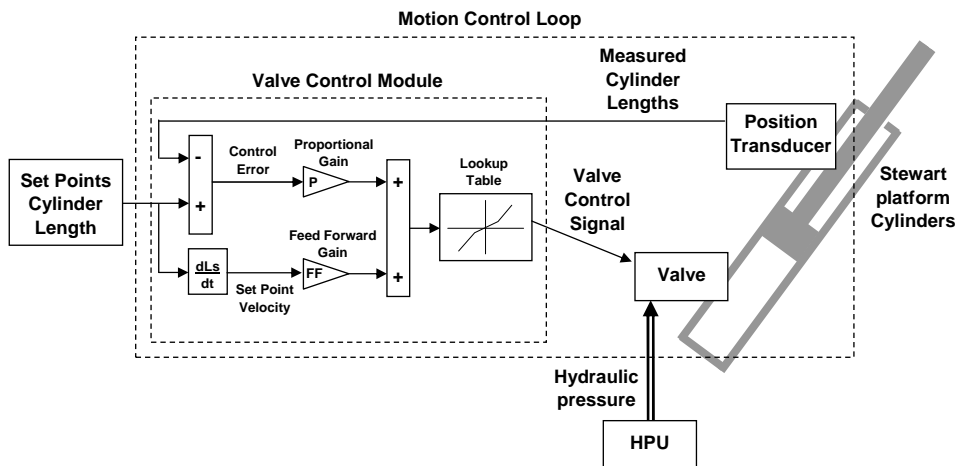 Motion Control Loop
Measured
Cylinder
Lengths
Valve Control Module
Position
Transducer
-
Control
Error
Proportional
Gain
P
+
Lookup
Table
Set Points
Cylinder
Length
+
Valve
Control
Signal
Stewart
platform
Cylinders
Feed Forward
Gain
dLs
dt
FF
+
Set Point
Velocity
Valve
Hydraulic
pressure
HPU